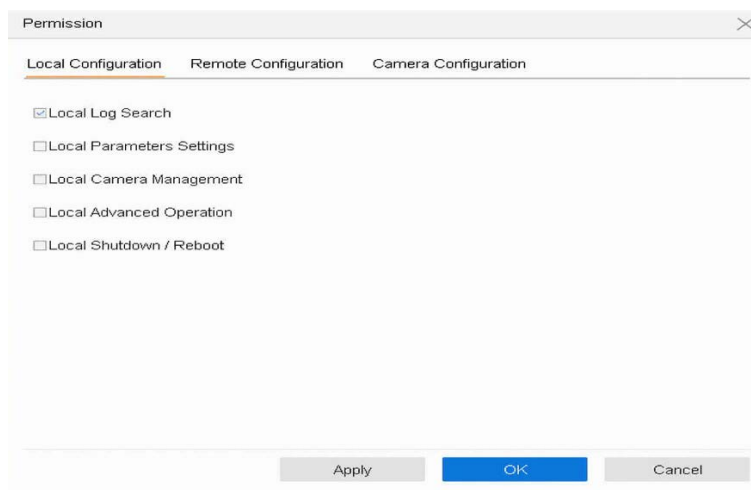 Permission
Local Configuration Remote Configuration Camera Configuration
Local Log Search
Local Parameters Settings
Local Camera Management
Local Advanced Operation
Local Shutdown / Reboot
Apply OK Cancel